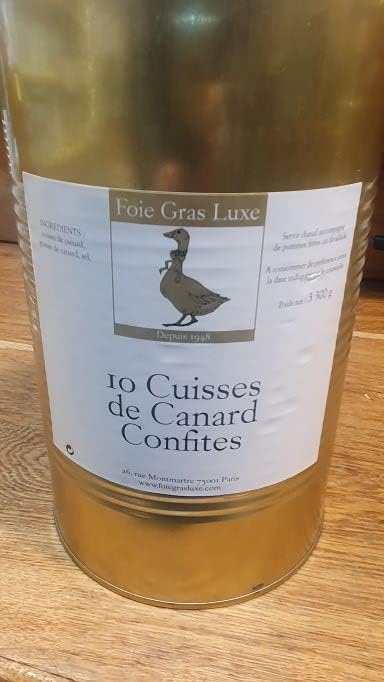 Foie Gras Luxe
INGREDIENTS
cuisses de canard,
graisse de canard, sel.
Servir chaud accompagné
de pommes frites ou de salade.
A consommer de préférence avant
la date indiquée le couvercle
Poids net : 3 300 g
Depuis 1948
10 Cuisses
de Canard
Confites
26, rue Montmartre 75001 Paris
www.foiegrasluxe.com